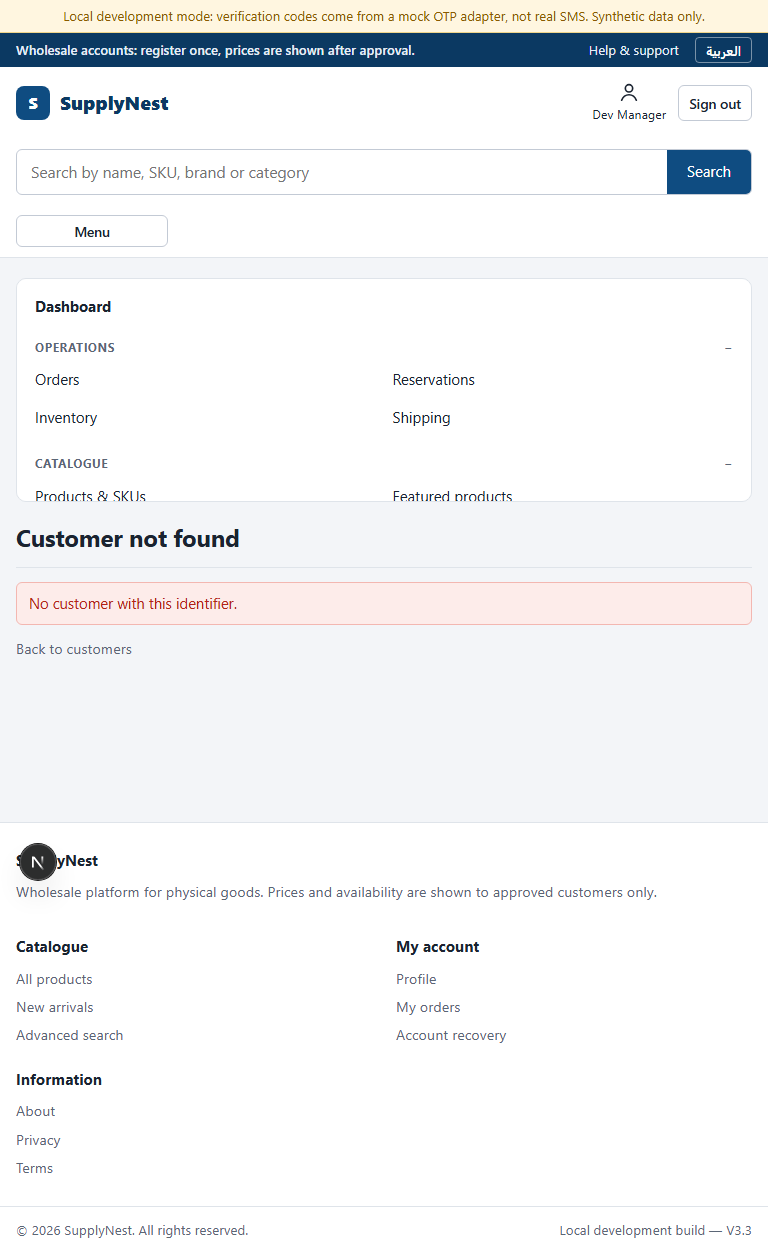 Local development mode: verification codes come from a mock OTP adapter, not real SMS. Synthetic data only.
Wholesale accounts: register once, prices are shown after approval.
Help & support
العربية
S
SupplyNest
Dev Manager
Sign out
Search by name, SKU, brand or category
Search
Menu
Dashboard
OPERATIONS –
Orders
Reservations
Inventory
Shipping
CATALOGUE –
Products & SKUs
Featured products
Customer not found
No customer with this identifier.
Back to customers
N
yNest
Wholesale platform for physical goods. Prices and availability are shown to approved customers only.
Catalogue
All products
New arrivals
Advanced search
My account
Profile
My orders
Account recovery
Information
About
Privacy
Terms
© 2026 SupplyNest. All rights reserved.
Local development build — V3.3